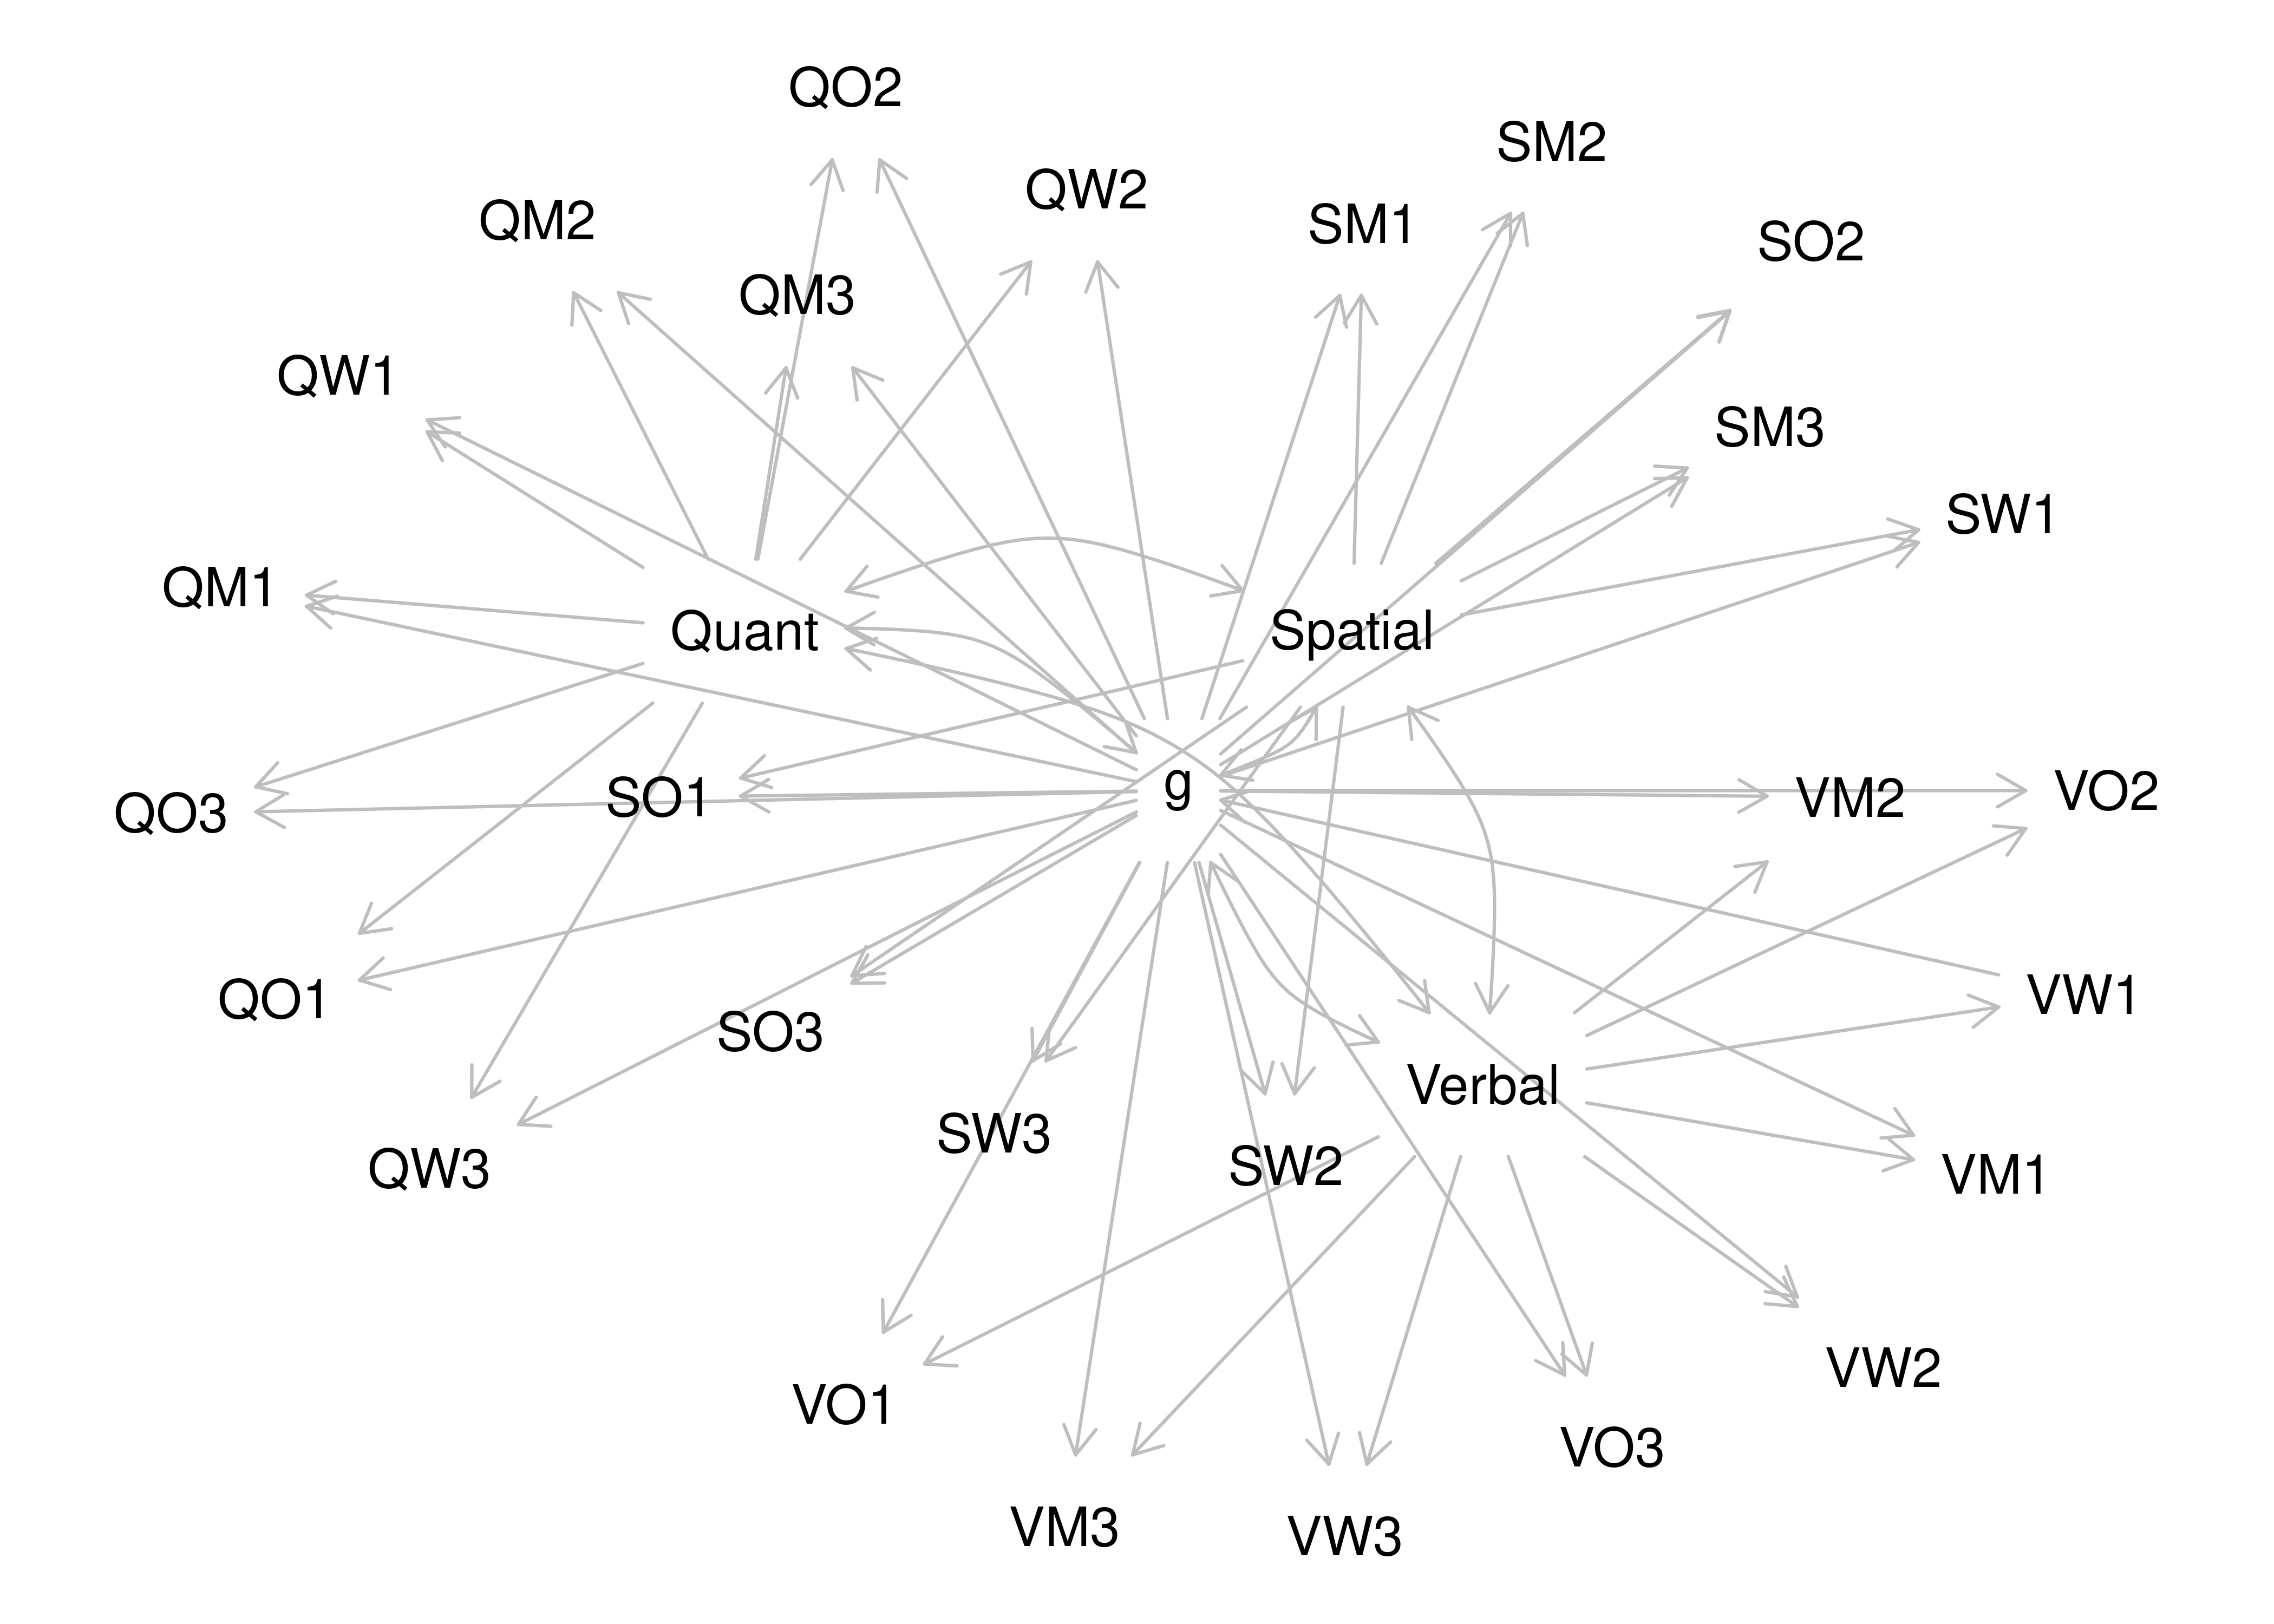 QO2
SM2
QW2
QM2
SM1
SO2
QM3
QW1
SM3
SW1
QM1
Quant
Spatial
g
SO1
VM2
VO2
QO3
VW1
QO1
SO3
Verbal
SW3
SW2
QW3
VM1
VW2
VO1
VO3
VM3
VW3